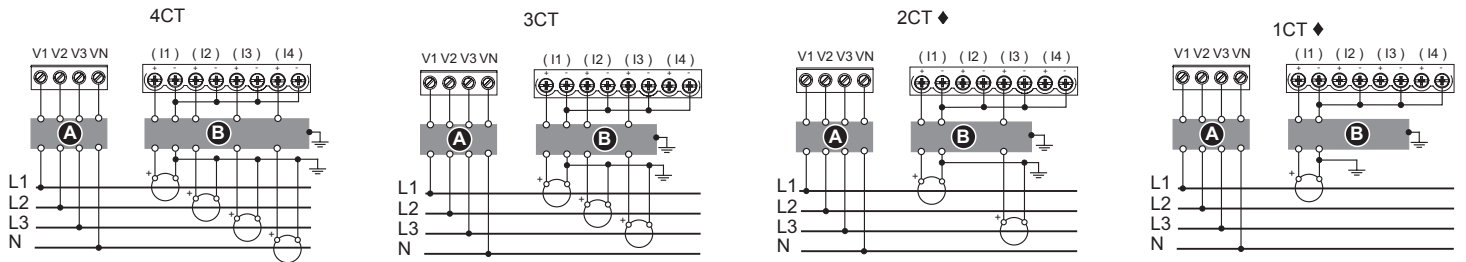 4CT
V1 V2 V3 VN
( I1 ) ( I2 ) ( I3 ) ( I4 )
+ - + - + - + -
A
B
+
+
+
+
L1
L2
L3
N
3CT
V1 V2 V3 VN
( I1 ) ( I2 ) ( I3 ) ( I4 )
+ - + - + - + -
A
B
+
+
+
L1
L2
L3
N
2CT ♦
V1 V2 V3 VN
( I1 ) ( I2 ) ( I3 ) ( I4 )
+ - + - + - + -
A
B
+
+
L1
L2
L3
N
1CT ♦
V1 V2 V3 VN
( I1 ) ( I2 ) ( I3 ) ( I4 )
+ - + - + - + -
A
B
+
L1
L2
L3
N